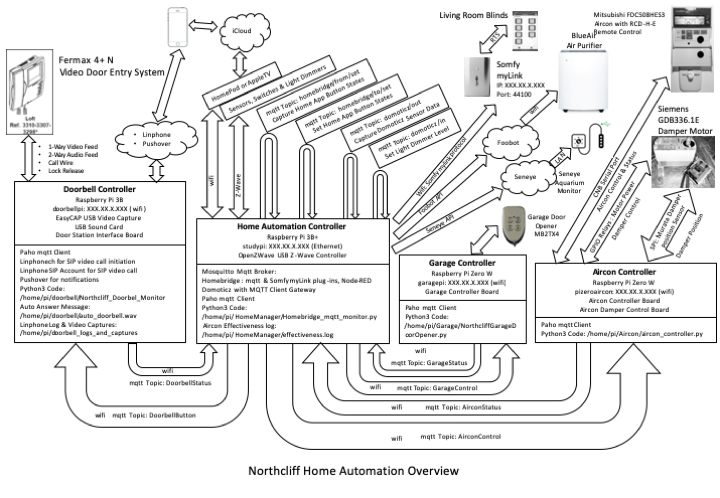 Fermax 4+ N
Video Door Entry System
Loft
Ref. 3310-3307-
3298*
1-Way Video Feed
2-Way Audio Feed
Call Wire
Lock Release
Linphone
Pushover
iCloud
Living Room Blinds
RTS
Somfy
myLink
IP: XXX.XX.X.XXX
Port: 44100
BlueAir
Air Purifier
Mitsubishi FDC508HES3
Aircon with RCD-H-E
Remote Control
Siemens
GDB336.1E
Damper Motor
HomePod or AppleTV
Sensors, Switches & Light Dimmers
mqtt Topic: homebridge/from/set
Capture Home App Button States
mqtt Topic: homebridge/to/set
Set Home App Button States
mqtt Topic: domoticz/out
Capture Domoticz Sensor Data
mqtt Topic: domoticz/in
Set Light Dimmer Level
wifi
Z-Wave
Wifi: Somfy mylink protocol
Foobot API
Seneye API
Foobot
wifi
Seneye
LAN
Seneye
Aquarium
Monitor
Garage Door
Opener
MB2TX4
CNB Serial Port
Aircon Control & Status
GPIO Relays: Motor Power
Damper Control
SPI: Murata Damper
position Sensor
Damper Position
Doorbell Controller
Raspberry Pi 3B
doorbellpi: XXX.XX.X.XXX ( wifi )
EasyCAP USB Video Capture
USB Sound Card
Door Station Interface Board
Paho mqtt Client
Linphonech for SIP video call initiation
LinphoneSIP Account for SIP video call
Pushover for notifications
Python3 Code:
/home/pi/doorbell/Northcliff_Doorbel_Monitor
Auto Answer Message:
/home/pi/doorbell/auto_doorbell.wav
LinphoneLog & Video Captures:
/home/pi/doorbell_logs_and_captures
Home Automation Controller
Raspberry Pi 3B+
studypi: XXX.XX.X.XXX (Ethernet)
OpenZWave USB Z-Wave Controller
Mosquitto Mqtt Broker:
Homebridge : mqtt & SomfymyLink plug-ins, Node-RED
Domoticz with MQTT Client Gateway
Paho mqtt Client
Python3 Code:
/home/pi/HomeManager/Homebridge_mqtt_monitor.py
Aircon Effectiveness log:
/home/pi/ HomeManager/effectiveness.log
Garage Controller
Raspberry Pi Zero W
garagepi: XXX.XX.X.XXX (wifi)
Garage Controller Board
Paho mqtt Client
Python3 Code:
/home/pi/Garage/NorthcliffGarageD
oorOpener.py
Aircon Controller
Raspberry Pi Zero W
pizeroaircon: XXX.XX.X.XXX (wifi)
Aircon Controller Board
Aircon Damper Control Board
Paho mqttClient
Python3 Code: /home/pi/Aircon/aircon_controller.py
wifi
mqtt Topic: DoorbellStatus
wifi mqtt Topic: DoorbellButton
wifi
mqtt Topic: GarageStatus
wifi
mqtt Topic: GarageControl
wifi mqtt Topic: AirconStatus
wifi mqtt Topic: AirconControl
Northcliff Home Automation Overview